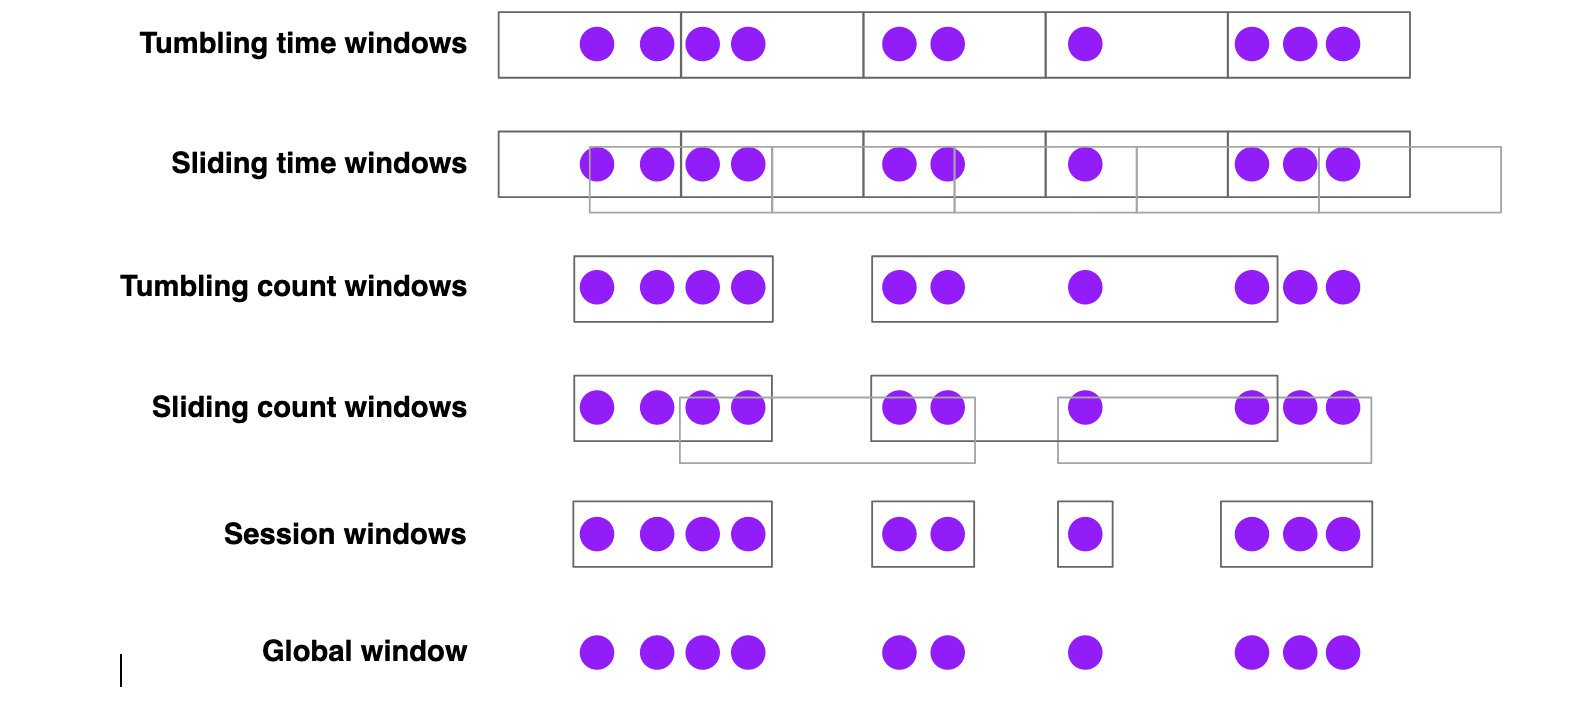 Tumbling time windows
Sliding time windows
Tumbling count windows
Sliding count windows
Session windows
Global window